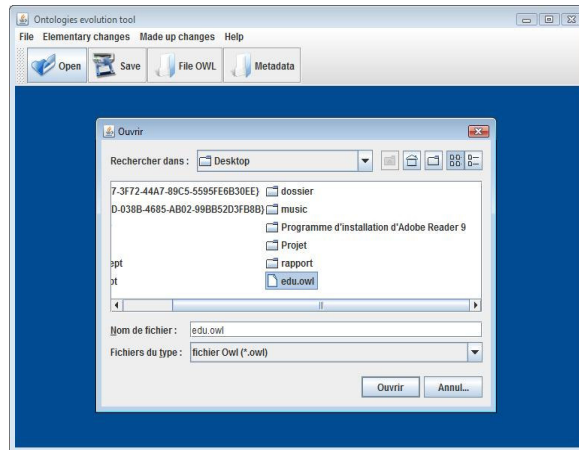 Ontologies evolution tool
File Elementary changes Made up changes Help
Open Save File OWL Metadata
Ouvrir
Rechercher dans : Desktop
7-3F72-44A7-89C5-5595FE6B30EE} dossier
D-038B-4685-AB02-99BB52D3FB8B} music
Programme d'installation d'Adobe Reader 9
Projet
ept rapport
ot edu.owl
Nom de fichier : edu.owl
Fichiers du type : fichier Owl (*.owl)
Ouvrir Annul...